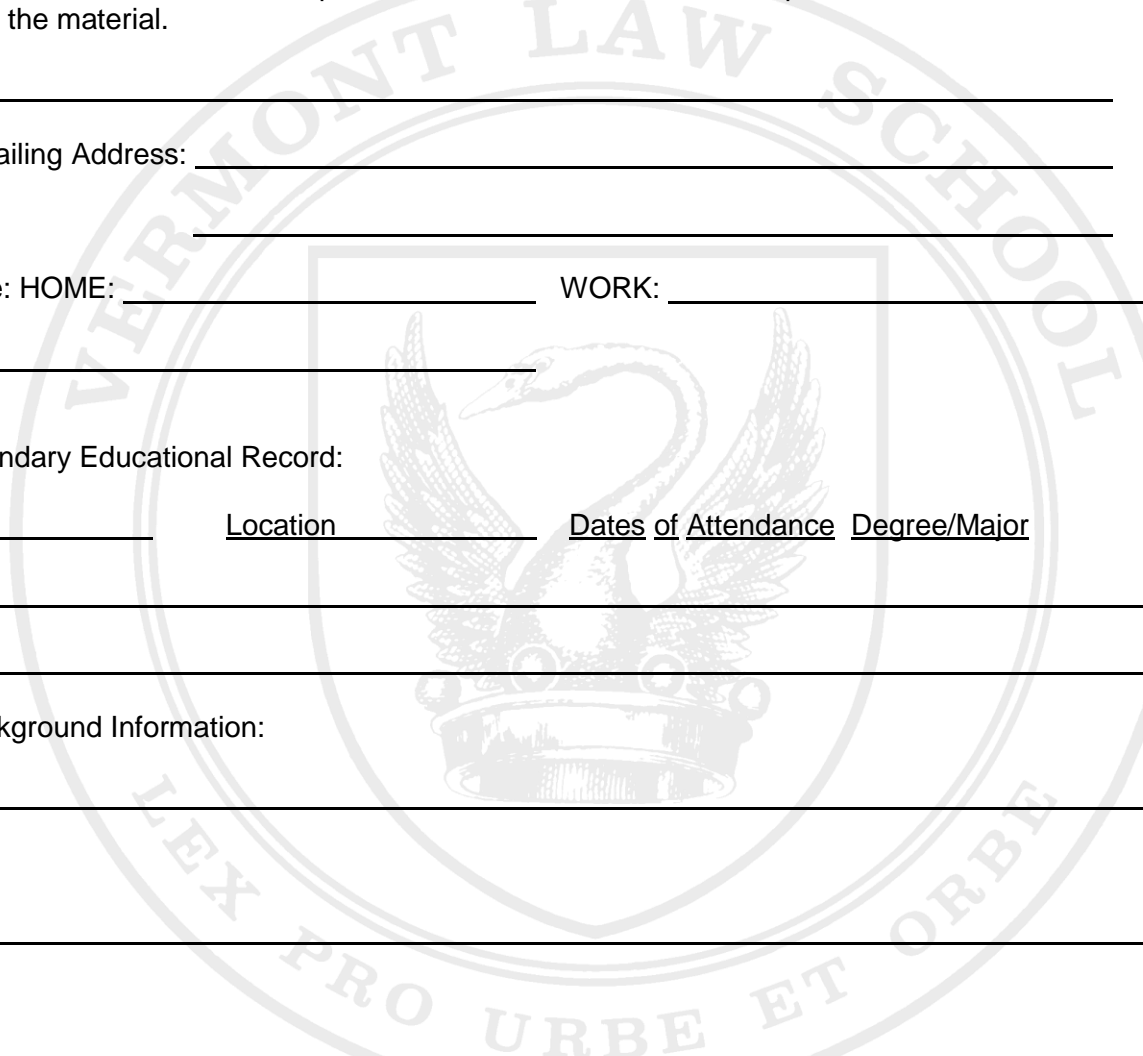 the material.
VERMONT LAW SCHOOL
ailing Address:
e: HOME: WORK:
ndary Educational Record:
Location Dates of Attendance Degree/Major
kground Information:
LEX PRO URBE ET ORBE